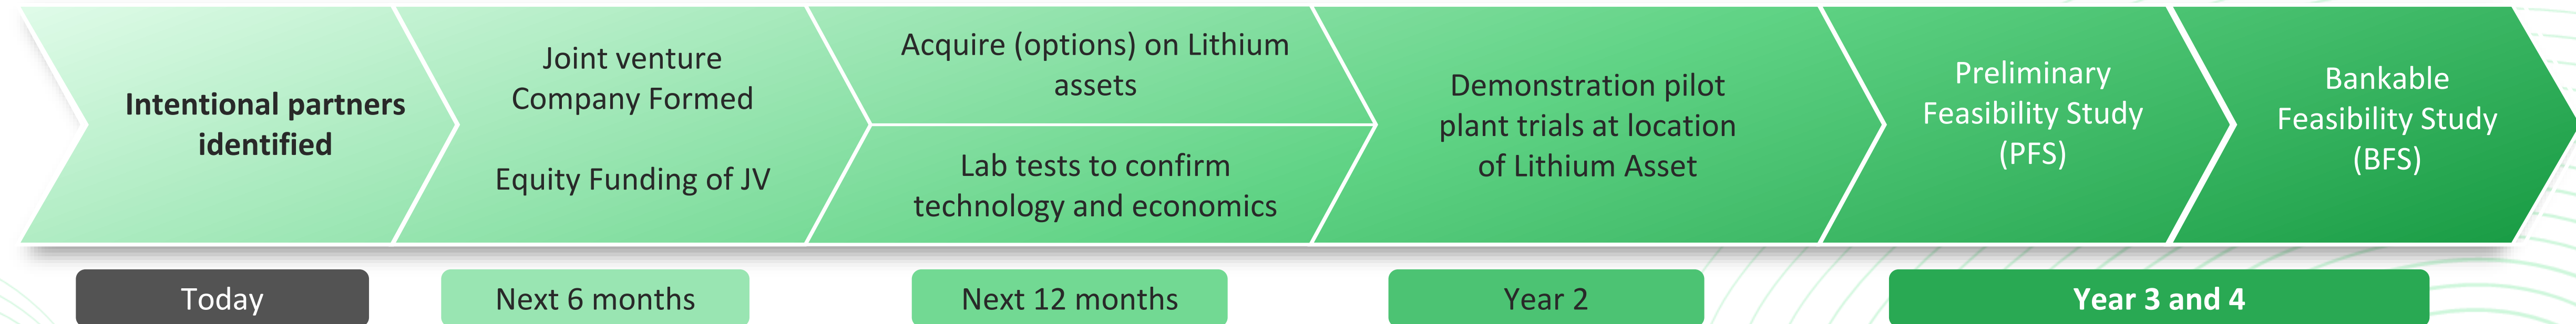 Intentional partners
identified
Joint venture
Company Formed
Equity Funding of JV
Acquire (options) on Lithium
assets
Lab tests to confirm
technology and economics
Demonstration pilot
plant trials at location
of Lithium Asset
Preliminary
Feasibility Study
(PFS)
Bankable
Feasibility Study
(BFS)
Today
Next 6 months
Next 12 months
Year 2
Year 3 and 4